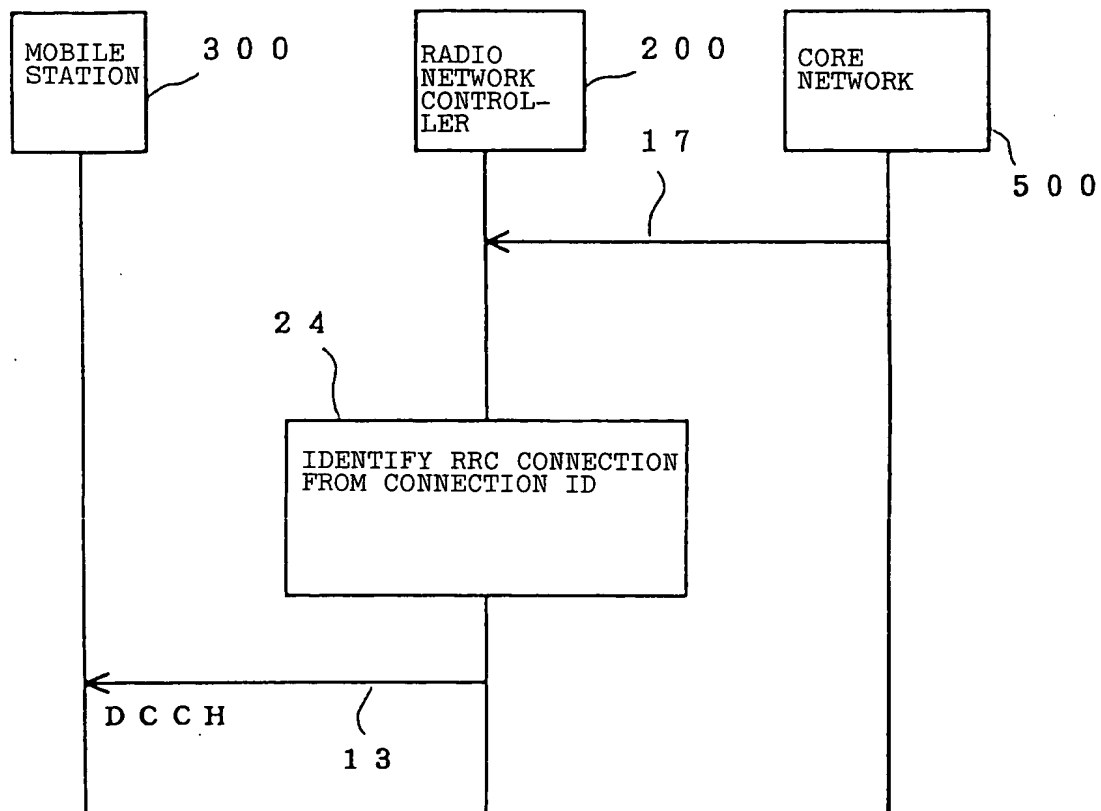 MOBILE
STATION
300
RADIO
NETWORK
CONTROL-
LER
200
CORE
NETWORK
500
17
24
IDENTIFY RRC CONNECTION
FROM CONNECTION ID
DCCH
13